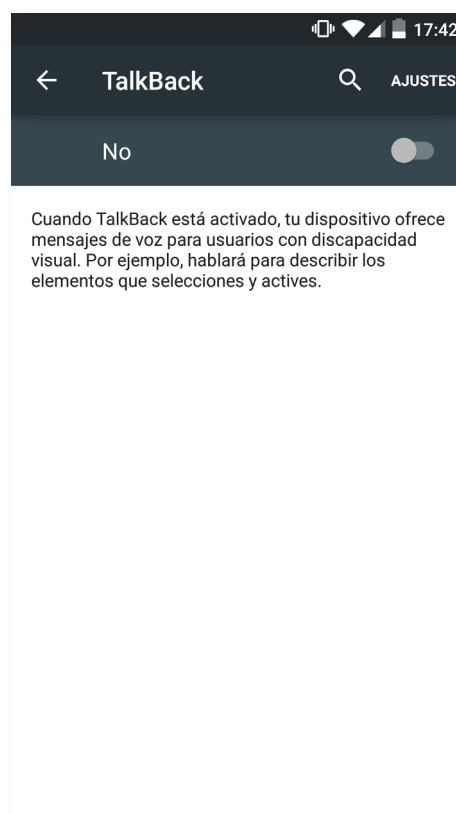 17:42
TalkBack
AJUSTES
No
Cuando TalkBack está activado, tu dispositivo ofrece
mensajes de voz para usuarios con discapacidad
visual. Por ejemplo, hablará para describir los
elementos que selecciones y actives.